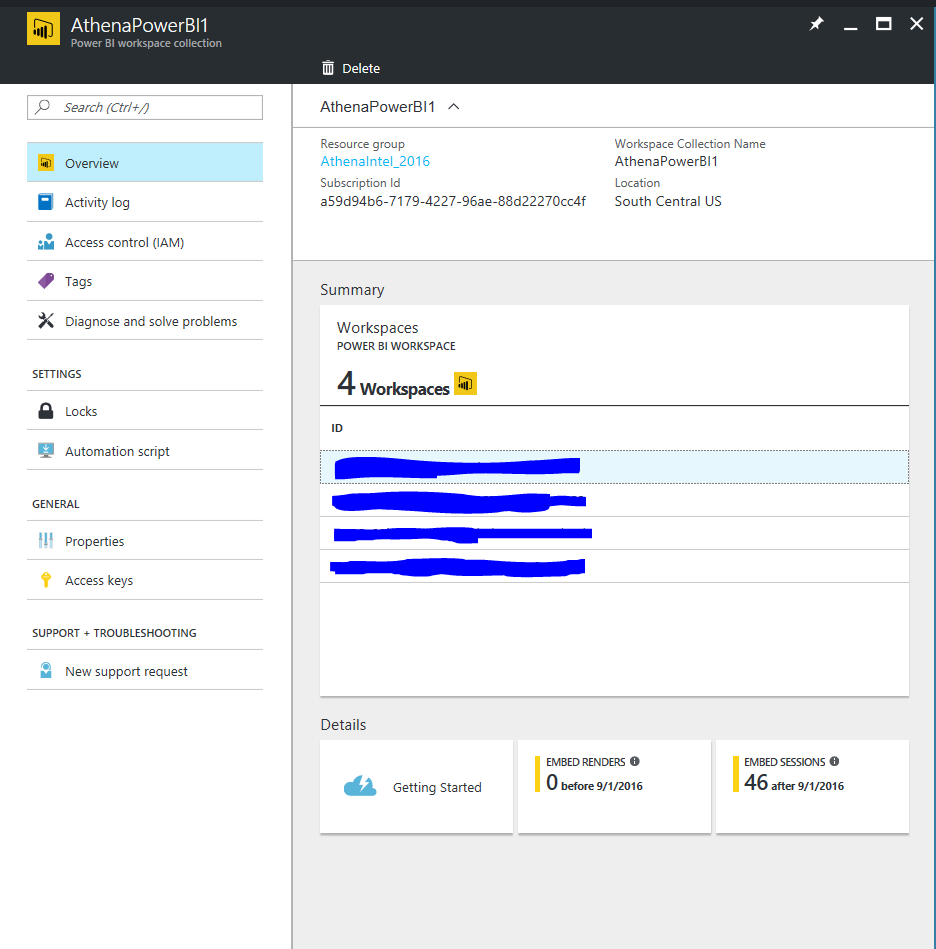 AthenaPowerBI1
Power BI workspace collection
Delete
Search (Ctrl+/)
Overview
Activity log
Access control (IAM)
Tags
Diagnose and solve problems
SETTINGS
Locks
Automation script
GENERAL
Properties
Access keys
SUPPORT + TROUBLESHOOTING
New support request
AthenaPowerBI1
Resource group
AthenaIntel_2016
Subscription Id
a59d94b6-7179-4227-96ae-88d22270cc4f
Workspace Collection Name
AthenaPowerBI1
Location
South Central US
Summary
Workspaces
POWER BI WORKSPACE
4 Workspaces
ID
Details
Getting Started
EMBED RENDERS
0 before 9/1/2016
EMBED SESSIONS
46 after 9/1/2016